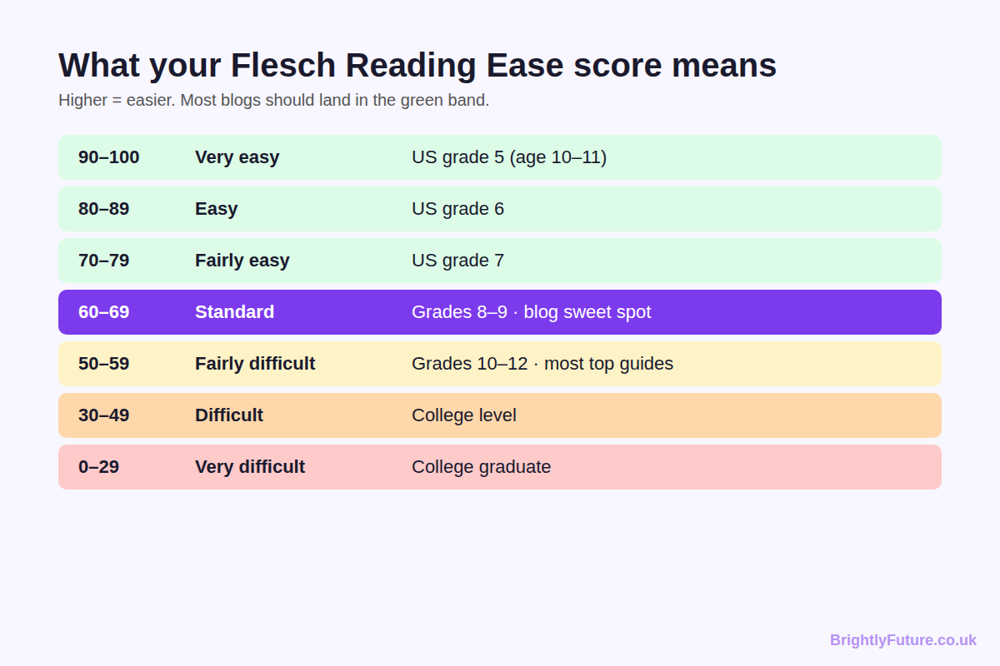 What your Flesch Reading Ease score means
Higher = easier. Most blogs should land in the green band.
90–100 Very easy US grade 5 (age 10–11)
80–89 Easy US grade 6
70–79 Fairly easy US grade 7
60–69 Standard Grades 8–9 · blog sweet spot
50–59 Fairly difficult Grades 10–12 · most top guides
30–49 Difficult College level
0–29 Very difficult College graduate
BrightlyFuture.co.uk